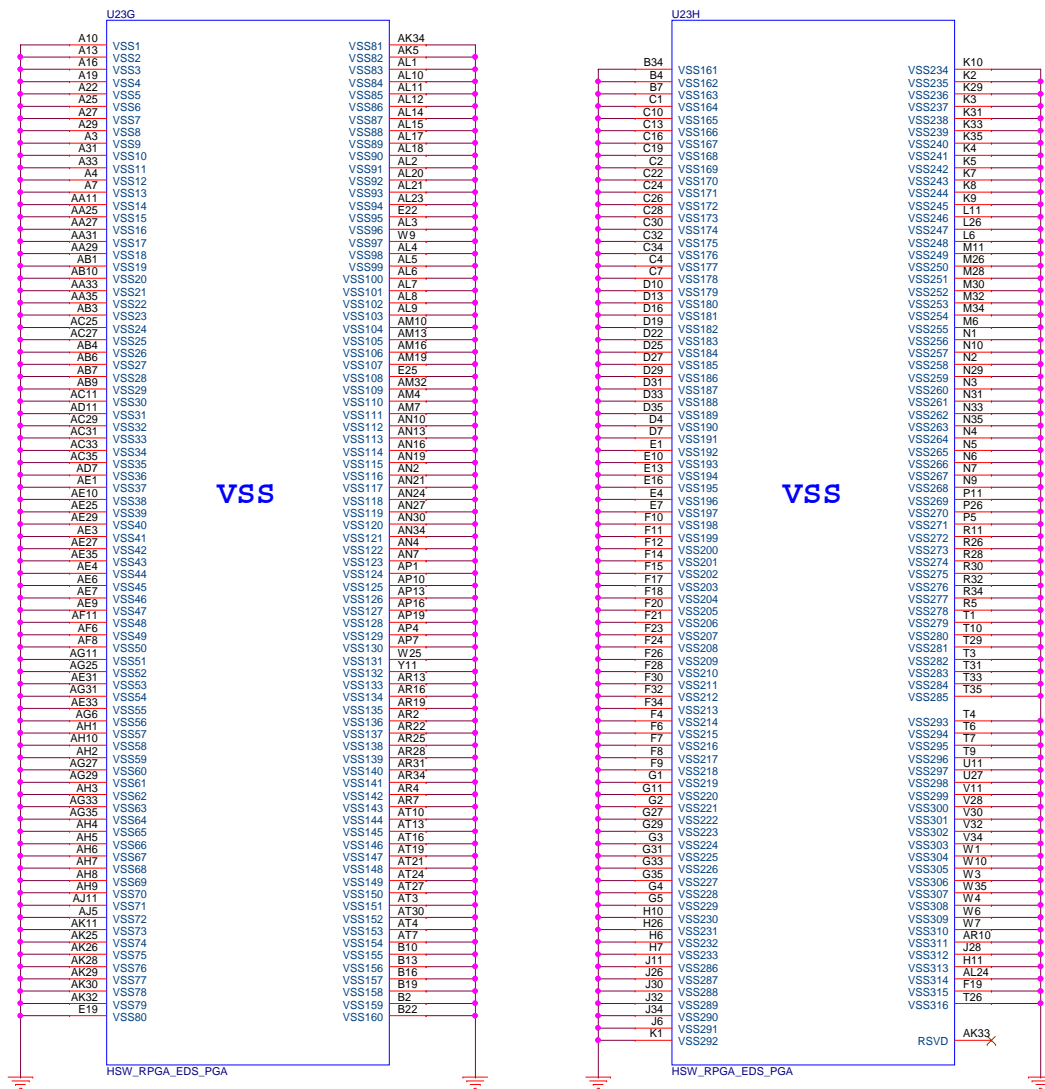 U23G
A10 VSS1
A13 VSS2
A16 VSS3
A19 VSS4
A22 VSS5
A25 VSS6
A27 VSS7
A29 VSS8
A3 VSS9
A31 VSS10
A33 VSS11
A4 VSS12
A7 VSS13
AA11 VSS14
AA25 VSS15
AA27 VSS16
AA31 VSS17
AA29 VSS18
AB1 VSS19
AB10 VSS20
AA33 VSS21
AA35 VSS22
AB3 VSS23
AC25 VSS24
AC27 VSS25
AB4 VSS26
AB6 VSS27
AB7 VSS28
AB9 VSS29
AC11 VSS30
AD11 VSS31
AC29 VSS32
AC31 VSS33
AC33 VSS34
AC35 VSS35
AD7 VSS36
AE1 VSS37
AE10 VSS38
AE25 VSS39
AE29 VSS40
AE3 VSS41
AE27 VSS42
AE35 VSS43
AE4 VSS44
AE6 VSS45
AE7 VSS46
AE9 VSS47
AF11 VSS48
AF6 VSS49
AF8 VSS50
AG11 VSS51
AG25 VSS52
AE31 VSS53
AG31 VSS54
AE33 VSS55
AG6 VSS56
AH1 VSS57
AH10 VSS58
AH2 VSS59
AG27 VSS60
AG29 VSS61
AH3 VSS62
AG33 VSS63
AG35 VSS64
AH4 VSS65
AH5 VSS66
AH6 VSS67
AH7 VSS68
AH8 VSS69
AH9 VSS70
AJ11 VSS71
AJ5 VSS72
AK11 VSS73
AK25 VSS74
AK26 VSS75
AK28 VSS76
AK29 VSS77
AK30 VSS78
AK32 VSS79
E19 VSS80
VSS
VSS81 AK34
VSS82 AK5
VSS83 AL1
VSS84 AL10
VSS85 AL11
VSS86 AL12
VSS87 AL14
VSS88 AL15
VSS89 AL17
VSS90 AL18
VSS91 AL2
VSS92 AL20
VSS93 AL21
VSS94 AL23
VSS95 E22
VSS96 AL3
VSS97 W9
VSS98 AL4
VSS99 AL5
VSS100 AL6
VSS101 AL7
VSS102 AL8
VSS103 AL9
VSS104 AM10
VSS105 AM13
VSS106 AM16
VSS107 AM19
VSS108 E25
VSS109 AM32
VSS110 AM4
VSS111 AM7
VSS112 AN10
VSS113 AN13
VSS114 AN16
VSS115 AN19
VSS116 AN2
VSS117 AN21
VSS118 AN24
VSS119 AN27
VSS120 AN30
VSS121 AN34
VSS122 AN4
VSS123 AN7
VSS124 AP1
VSS125 AP10
VSS126 AP13
VSS127 AP16
VSS128 AP19
VSS129 AP4
VSS130 AP7
VSS131 W25
VSS132 Y11
VSS133 AR13
VSS134 AR16
VSS135 AR19
VSS136 AR2
VSS137 AR22
VSS138 AR25
VSS139 AR28
VSS140 AR31
VSS141 AR34
VSS142 AR4
VSS143 AR7
VSS144 AT10
VSS145 AT13
VSS146 AT16
VSS147 AT19
VSS148 AT21
VSS149 AT24
VSS150 AT27
VSS151 AT3
VSS152 AT30
VSS153 AT4
VSS154 AT7
VSS155 B10
VSS156 B13
VSS157 B16
VSS158 B19
VSS159 B2
VSS160 B22
HSW_RPGA_EDS_PGA
U23H
B34 VSS161
B4 VSS162
B7 VSS163
C1 VSS164
C10 VSS165
C13 VSS166
C16 VSS167
C19 VSS168
C2 VSS169
C22 VSS170
C24 VSS171
C26 VSS172
C28 VSS173
C30 VSS174
C32 VSS175
C34 VSS176
C4 VSS177
C7 VSS178
D10 VSS179
D13 VSS180
D16 VSS181
D19 VSS182
D22 VSS183
D25 VSS184
D27 VSS185
D29 VSS186
D31 VSS187
D33 VSS188
D35 VSS189
D4 VSS190
D7 VSS191
E1 VSS192
E10 VSS193
E13 VSS194
E16 VSS195
E4 VSS196
E7 VSS197
F10 VSS198
F11 VSS199
F12 VSS200
F14 VSS201
F15 VSS202
F17 VSS203
F18 VSS204
F20 VSS205
F21 VSS206
F23 VSS207
F24 VSS208
F26 VSS209
F28 VSS210
F30 VSS211
F32 VSS212
F34 VSS213
F4 VSS214
F6 VSS215
F7 VSS216
F8 VSS217
F9 VSS218
G1 VSS219
G11 VSS220
G2 VSS221
G27 VSS222
G29 VSS223
G3 VSS224
G31 VSS225
G33 VSS226
G35 VSS227
G4 VSS228
G5 VSS229
H10 VSS230
H26 VSS231
H6 VSS232
H7 VSS233
J11 VSS286
J26 VSS287
J30 VSS288
J32 VSS289
J34 VSS290
J6 VSS291
K1 VSS292
VSS
VSS234 K10
VSS235 K2
VSS236 K29
VSS237 K3
VSS238 K31
VSS239 K33
VSS240 K35
VSS241 K4
VSS242 K5
VSS243 K7
VSS244 K8
VSS245 K9
VSS246 L11
VSS247 L26
VSS248 L6
VSS249 M11
VSS250 M26
VSS251 M28
VSS252 M30
VSS253 M32
VSS254 M34
VSS255 M6
VSS256 N1
VSS257 N10
VSS258 N2
VSS259 N29
VSS260 N3
VSS261 N31
VSS262 N33
VSS263 N35
VSS264 N4
VSS265 N5
VSS266 N6
VSS267 N7
VSS268 N9
VSS269 P11
VSS270 P26
VSS271 P5
VSS272 R11
VSS273 R26
VSS274 R28
VSS275 R30
VSS276 R32
VSS277 R34
VSS278 R5
VSS279 T1
VSS280 T10
VSS281 T29
VSS282 T3
VSS283 T31
VSS284 T33
VSS285 T35
VSS293 T4
VSS294 T6
VSS295 T7
VSS296 T9
VSS297 U11
VSS298 U27
VSS299 V11
VSS300 V28
VSS301 V30
VSS302 V32
VSS303 V34
VSS304 W1
VSS305 W10
VSS306 W3
VSS307 W35
VSS308 W4
VSS309 W6
VSS310 W7
VSS311 AR10
VSS312 J28
VSS313 H11
VSS314 AL24
VSS315 F19
VSS316 T26
RSVD AK33
HSW_RPGA_EDS_PGA